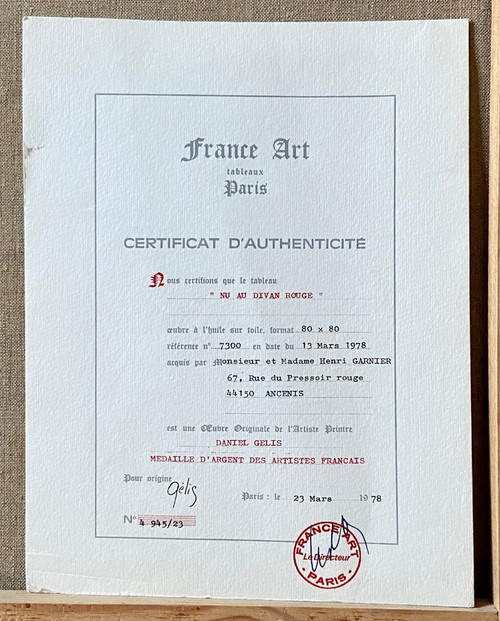 France Art
tableaux
Paris
CERTIFICAT D'AUTHENTICITÉ
Nous certifions que le tableau
" NU AU DIVAN ROUGE "
œuvre à l'huile sur toile, format 80 x 80
référence n° 7300 en date du 13 Mars 1978
acquis par Monsieur et Madame Henri GARNIER
67, Rue du Pressoir rouge
44150 ANCENIS
est une Œuvre Originale de l'Artiste Peintre
DANIEL GELIS
MEDAILLE D'ARGENT DES ARTISTES FRANCAIS
Pour origine
gélis
Paris : le 23 Mars 1978
N° 4 945/23
FRANCE ART
Le Directeur
PARIS